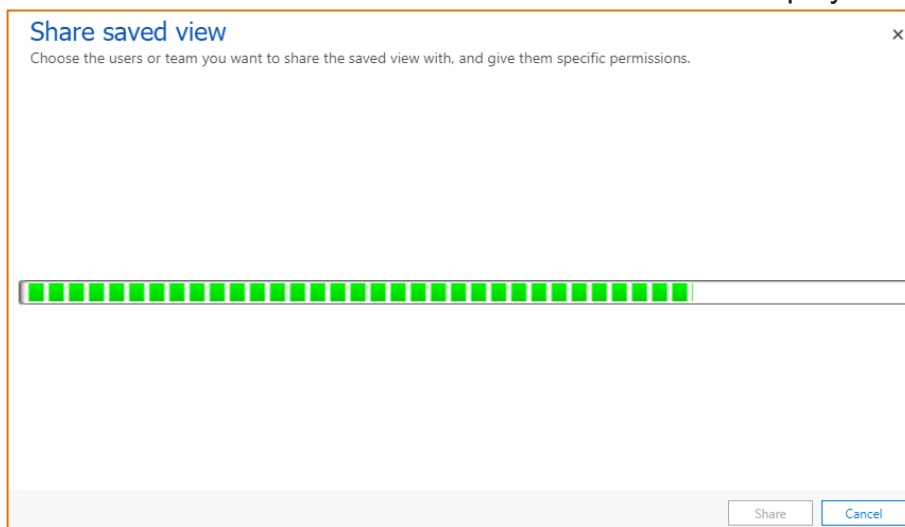 Share saved view
Choose the users or team you want to share the saved view with, and give them specific permissions.
Share Cancel